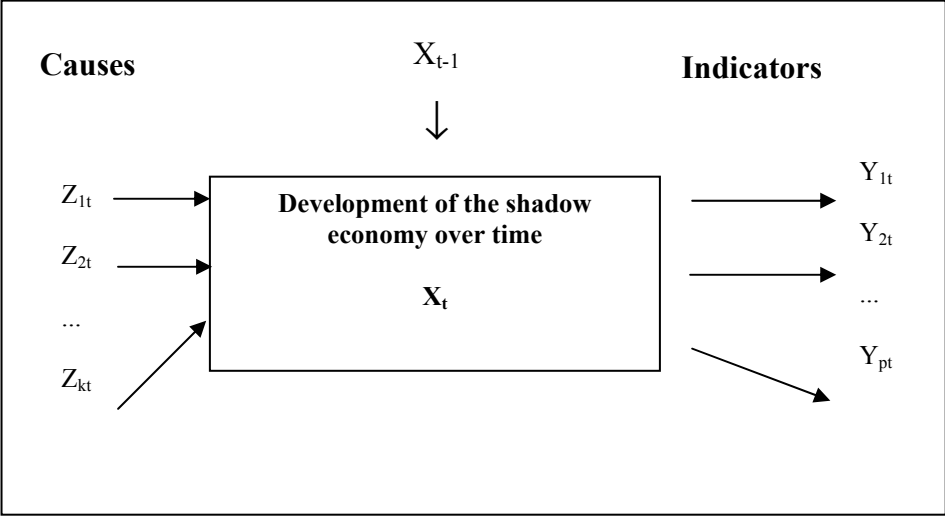 Causes
X_{t-1}
Indicators
Z_{1t}
Z_{2t}
...
Z_{kt}
Development of the shadow
economy over time
X_t
Y_{1t}
Y_{2t}
...
Y_{pt}